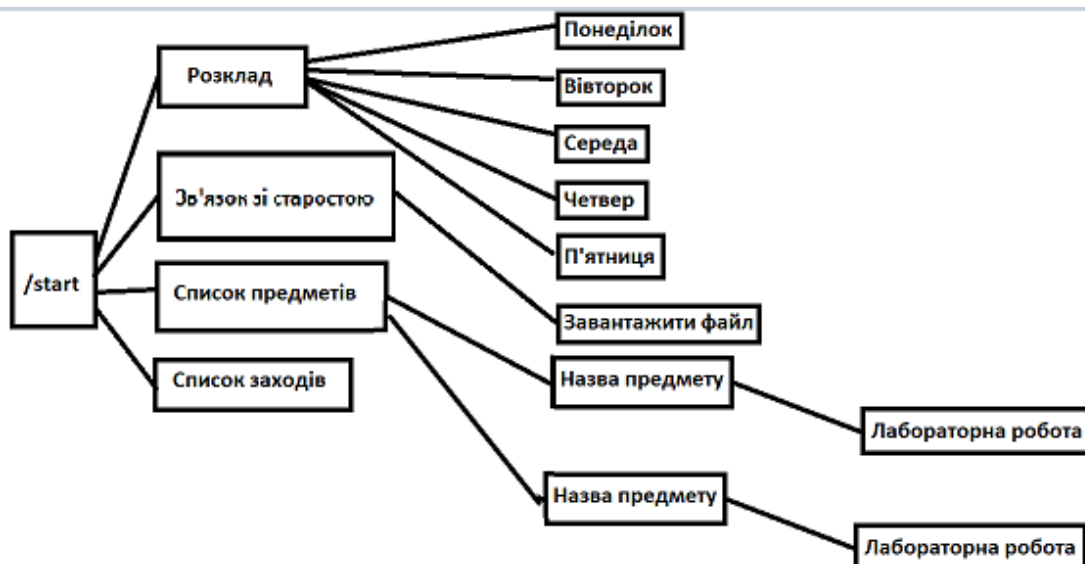 /start
Розклад
Зв'язок зі старостою
Список предметів
Список заходів
Понеділок
Вівторок
Середа
Четвер
П'ятниця
Завантажити файл
Назва предмету
Назва предмету
Лабораторна робота
Лабораторна робота